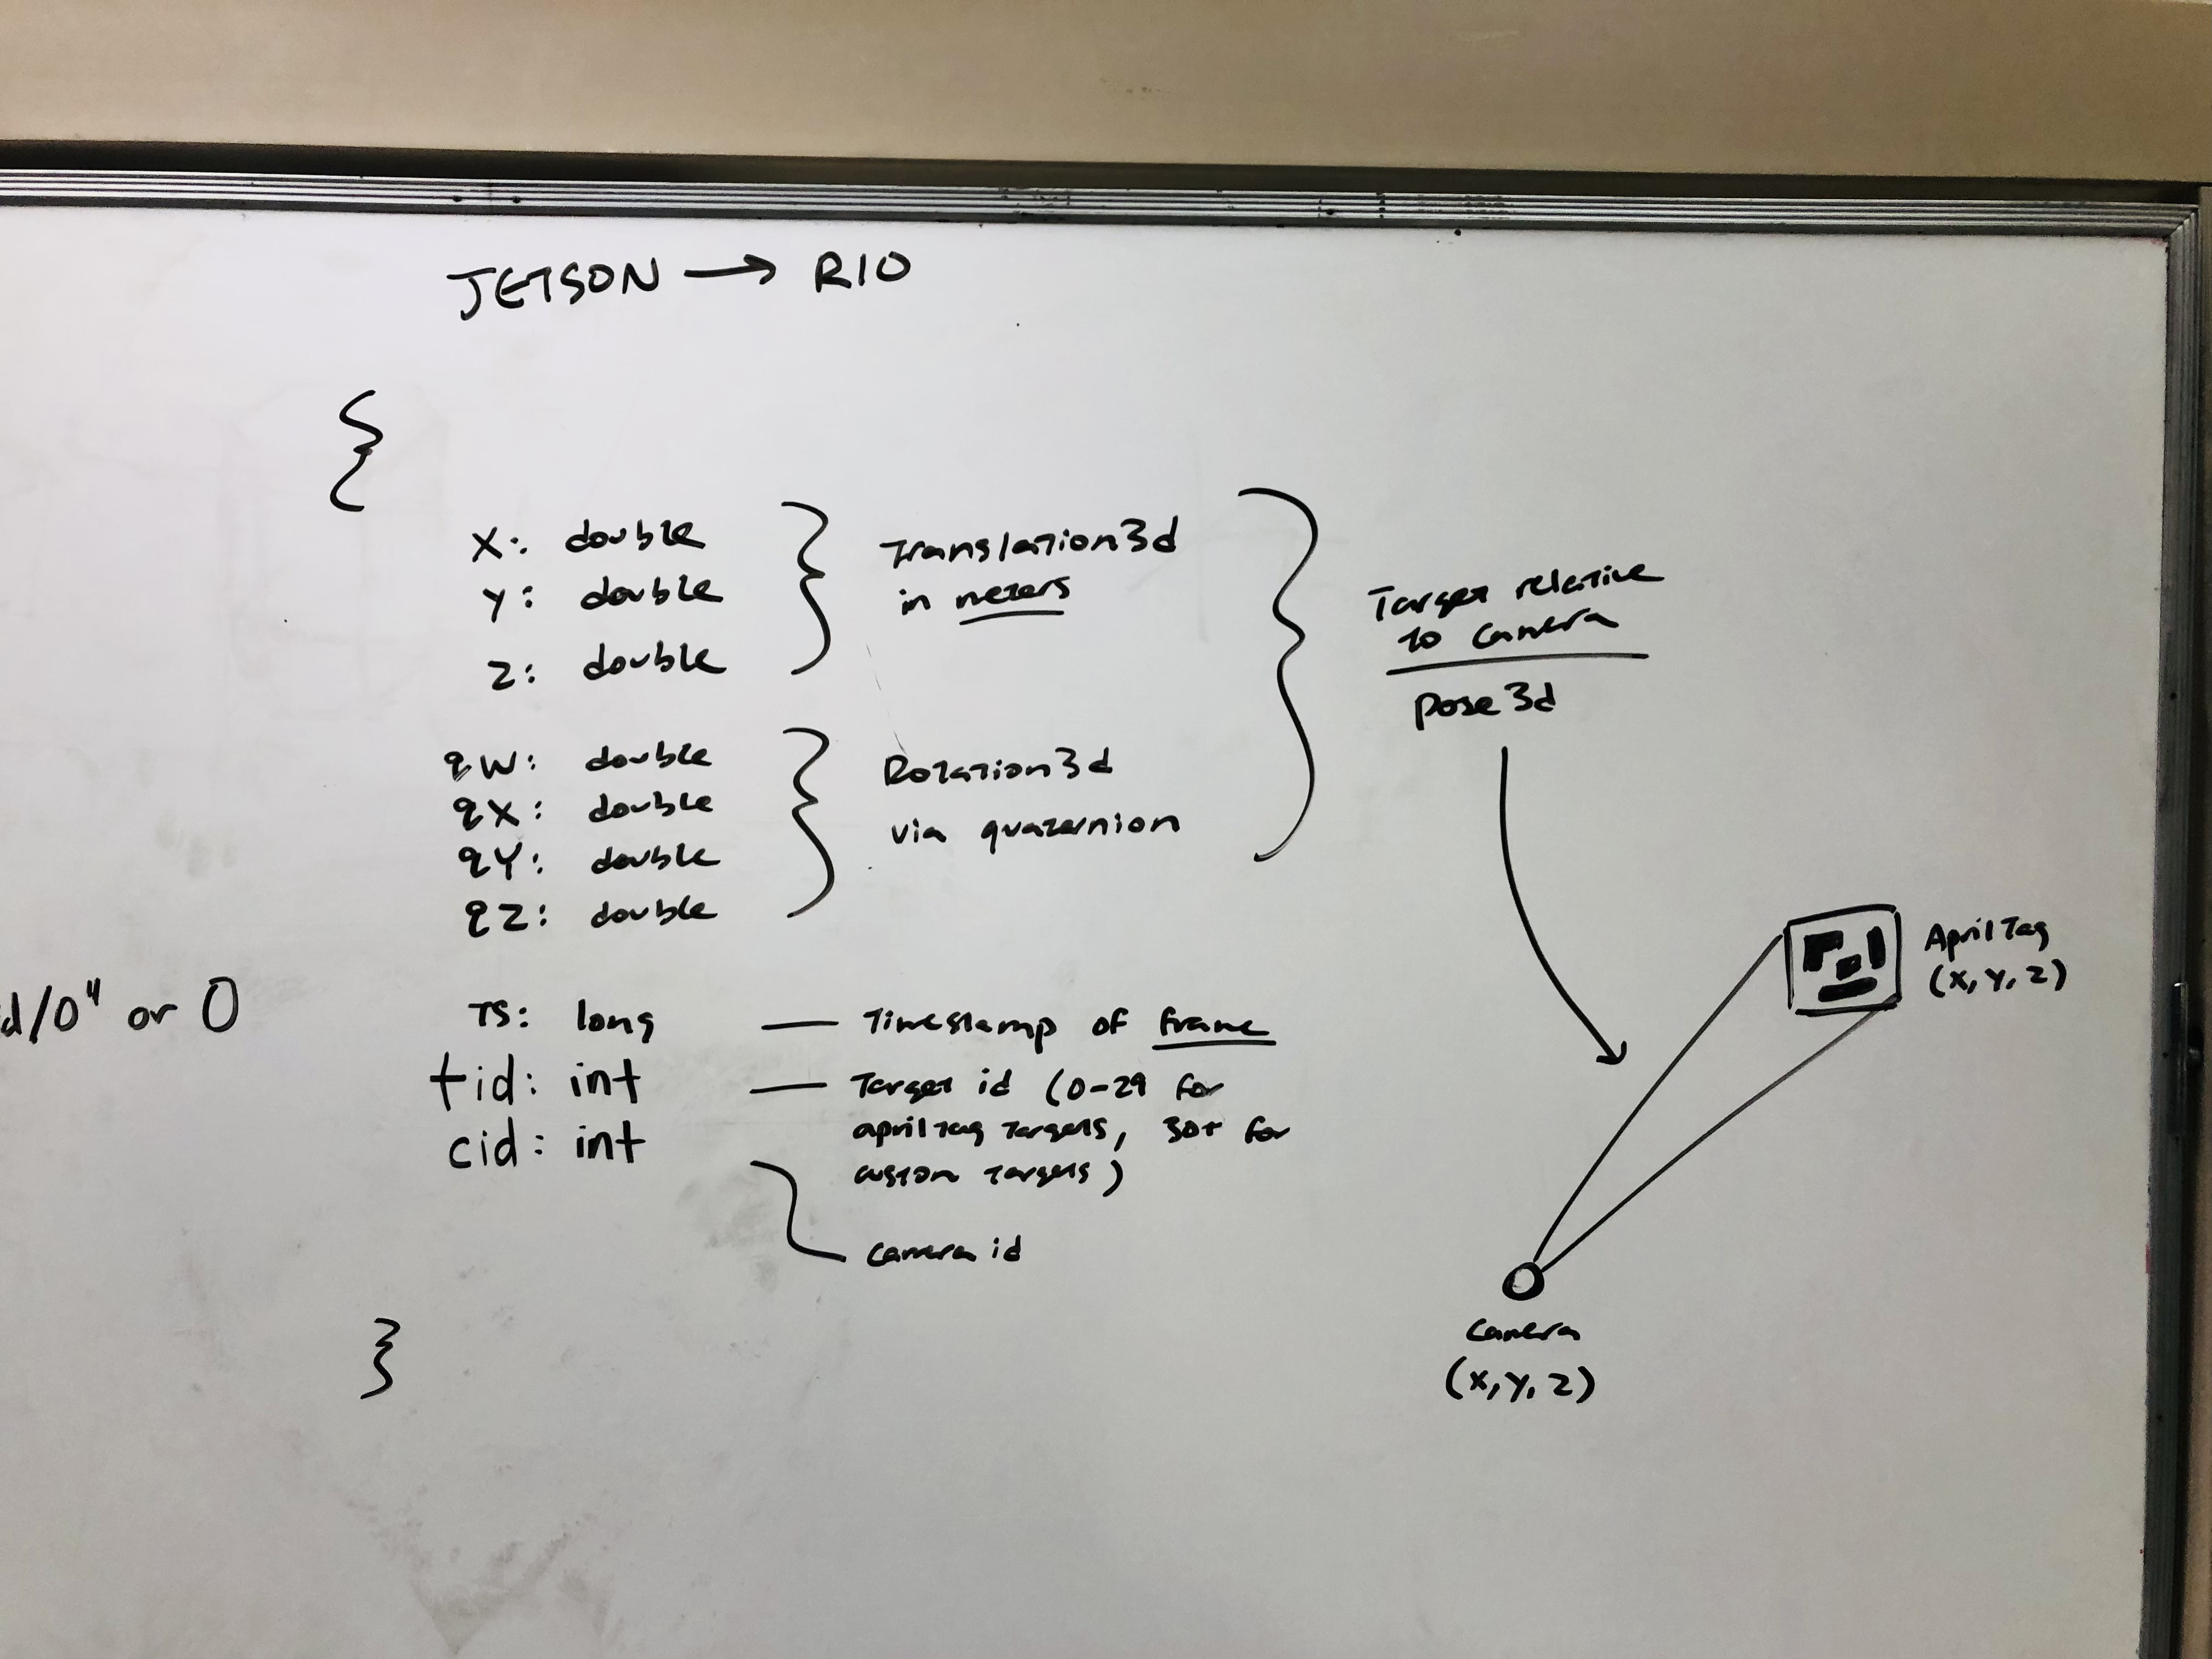 JETSON → RIO
{
X: double
Y: double
Z: double
Translation3d
in meters
qW: double
qX: double
qY: double
qZ: double
Rotation3d
via quaternion
Target relative
to camera
Pose3d
d/0" or 0
TS: long — Timestamp of frame
tid: int — Target id (0-29 for
apriltag targets, 30+ for
custom targets)
cid: int
camera id
}
AprilTag
(X, Y, Z)
Camera
(X, Y, Z)